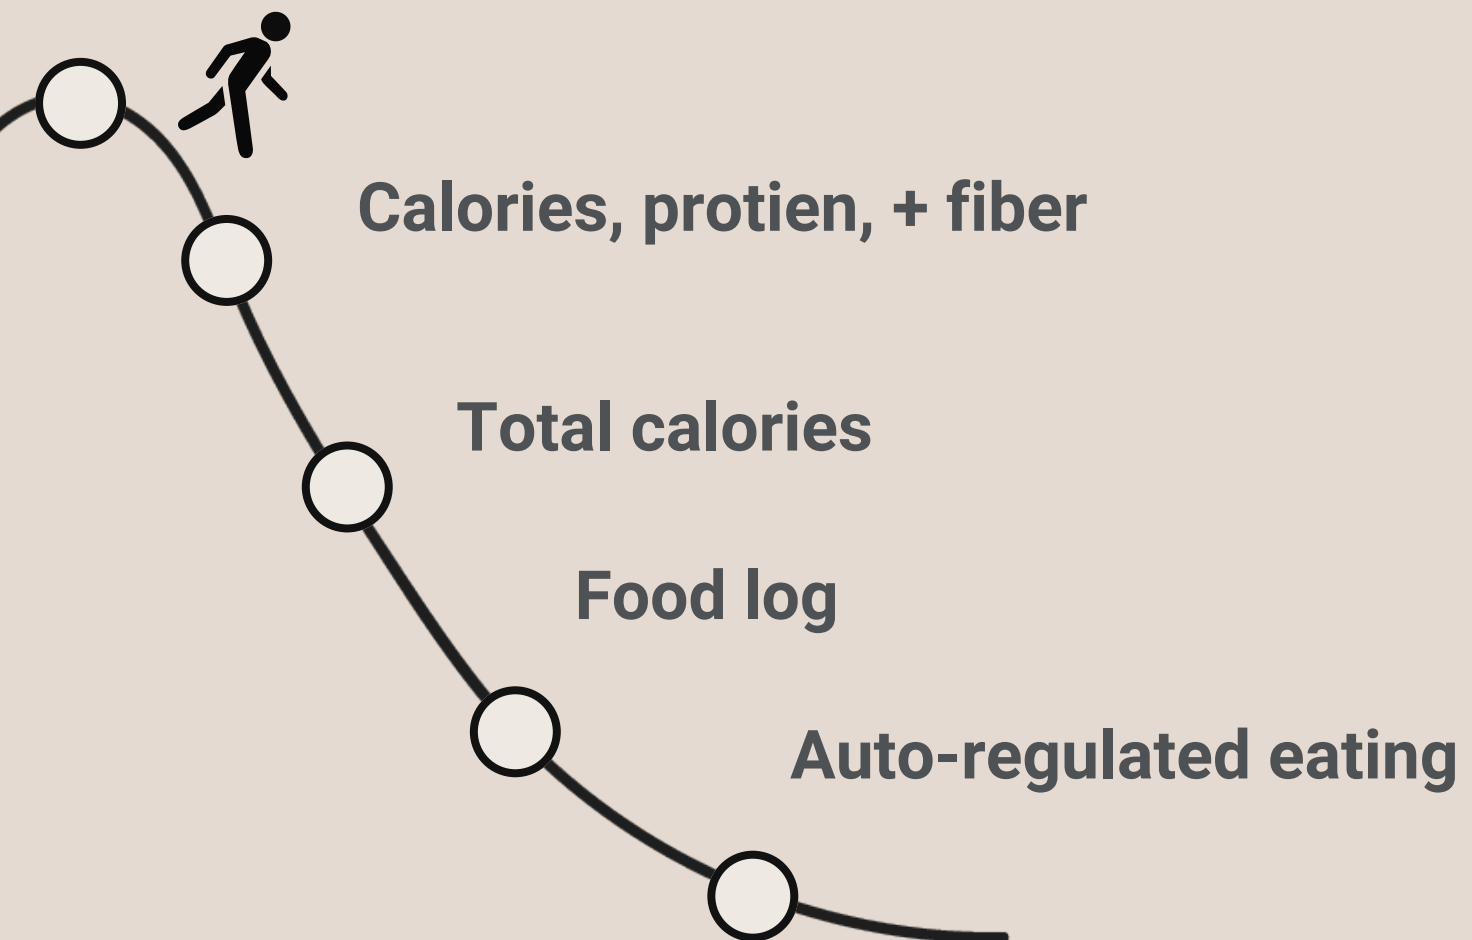 Calories, protien, + fiber
Total calories
Food log
Auto-regulated eating